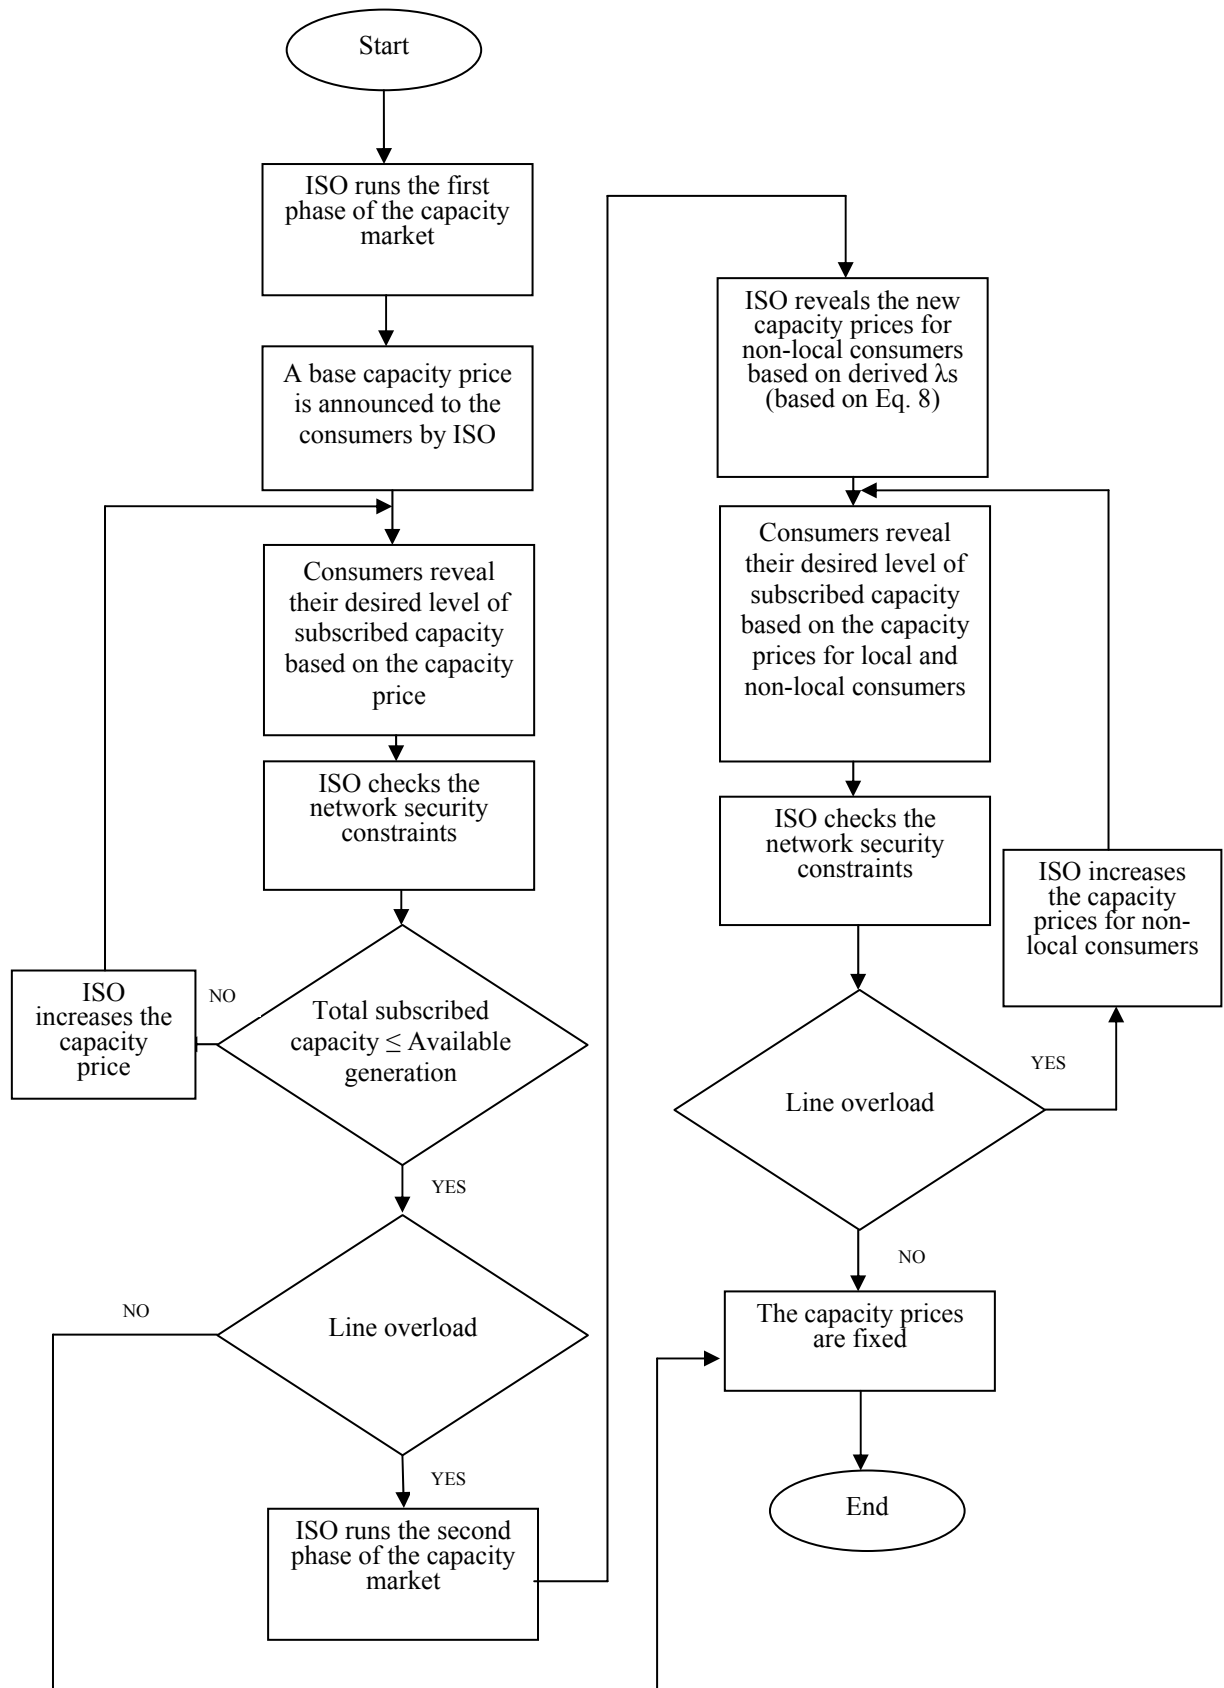 Start
ISO runs the first
phase of the capacity
market
A base capacity price
is announced to the
consumers by ISO
Consumers reveal
their desired level of
subscribed capacity
based on the capacity
price
ISO checks the
network security
constraints
ISO
increases the
capacity
price
NO
Total subscribed
capacity ≤ Available
generation
YES
NO
Line overload
YES
ISO runs the second
phase of the capacity
market
ISO reveals the new
capacity prices for
non-local consumers
based on derived λs
(based on Eq. 8)
Consumers reveal
their desired level of
subscribed capacity
based on the capacity
prices for local and
non-local consumers
ISO checks the
network security
constraints
ISO increases
the capacity
prices for non-
local consumers
YES
Line overload
NO
The capacity prices
are fixed
End